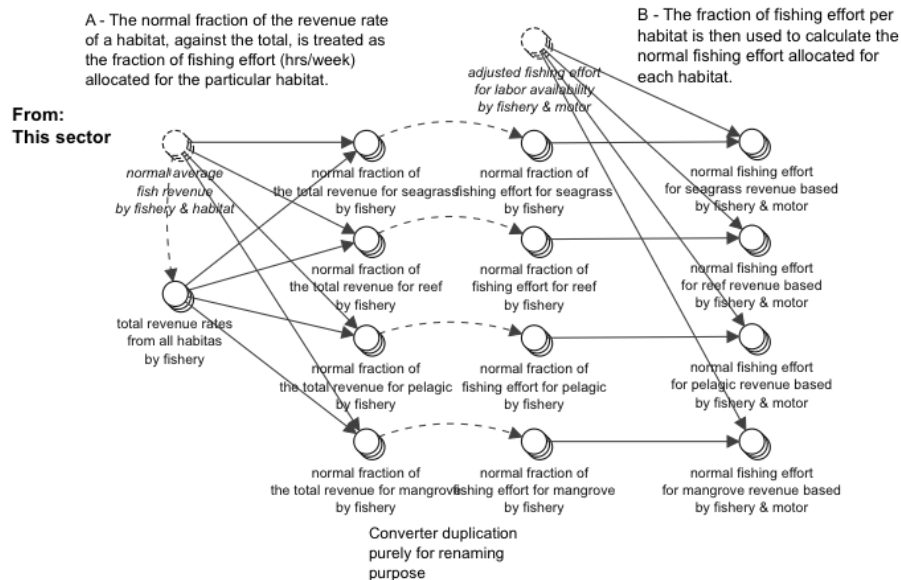 A - The normal fraction of the revenue rate
of a habitat, against the total, is treated as
the fraction of fishing effort (hrs/week)
allocated for the particular habitat.
B - The fraction of fishing effort per
habitat is then used to calculate the
normal fishing effort allocated for
each habitat.
adjusted fishing effort
for labor availability
by fishery & motor
From:
This sector
normal average
fish revenue
by fishery & habitat
normal fraction of
the total revenue for seagrass
by fishery
normal fraction of
fishing effort for seagrass
by fishery
normal fishing effort
for seagrass revenue based
by fishery & motor
normal fraction of
the total revenue for reef
by fishery
normal fraction of
fishing effort for reef
by fishery
normal fishing effort
for reef revenue based
by fishery & motor
total revenue rates
from all habitas
by fishery
normal fraction of
the total revenue for pelagic
by fishery
normal fraction of
fishing effort for pelagic
by fishery
normal fishing effort
for pelagic revenue based
by fishery & motor
normal fraction of
the total revenue for mangrove
by fishery
normal fraction of
fishing effort for mangrove
by fishery
normal fishing effort
for mangrove revenue based
by fishery & motor
Converter duplication
purely for renaming
purpose